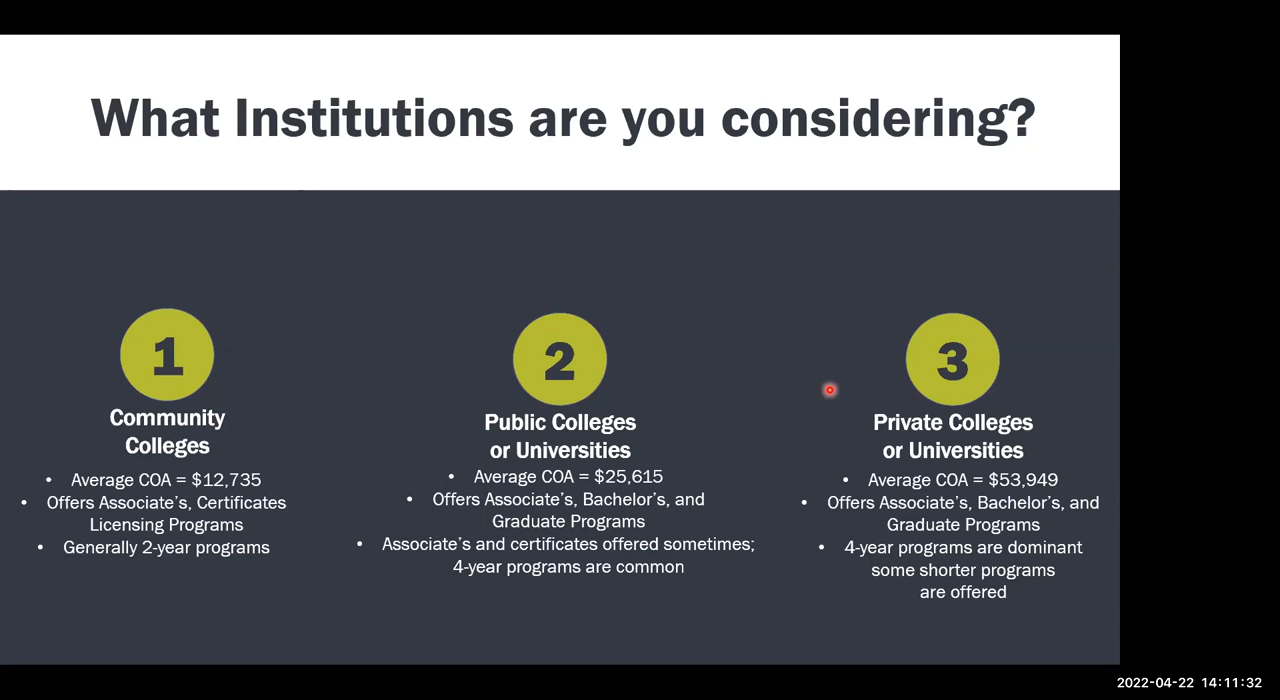 What Institutions are you considering?
1
Community
Colleges
• Average COA = $12,735
• Offers Associate's, Certificates
Licensing Programs
• Generally 2-year programs
2
Public Colleges
or Universities
• Average COA = $25,615
• Offers Associate's, Bachelor's, and
Graduate Programs
• Associate's and certificates offered sometimes;
4-year programs are common
3
Private Colleges
or Universities
• Average COA = $53,949
• Offers Associate's, Bachelor's, and
Graduate Programs
• 4-year programs are dominant
some shorter programs
are offered
2022-04-22 14:11:32